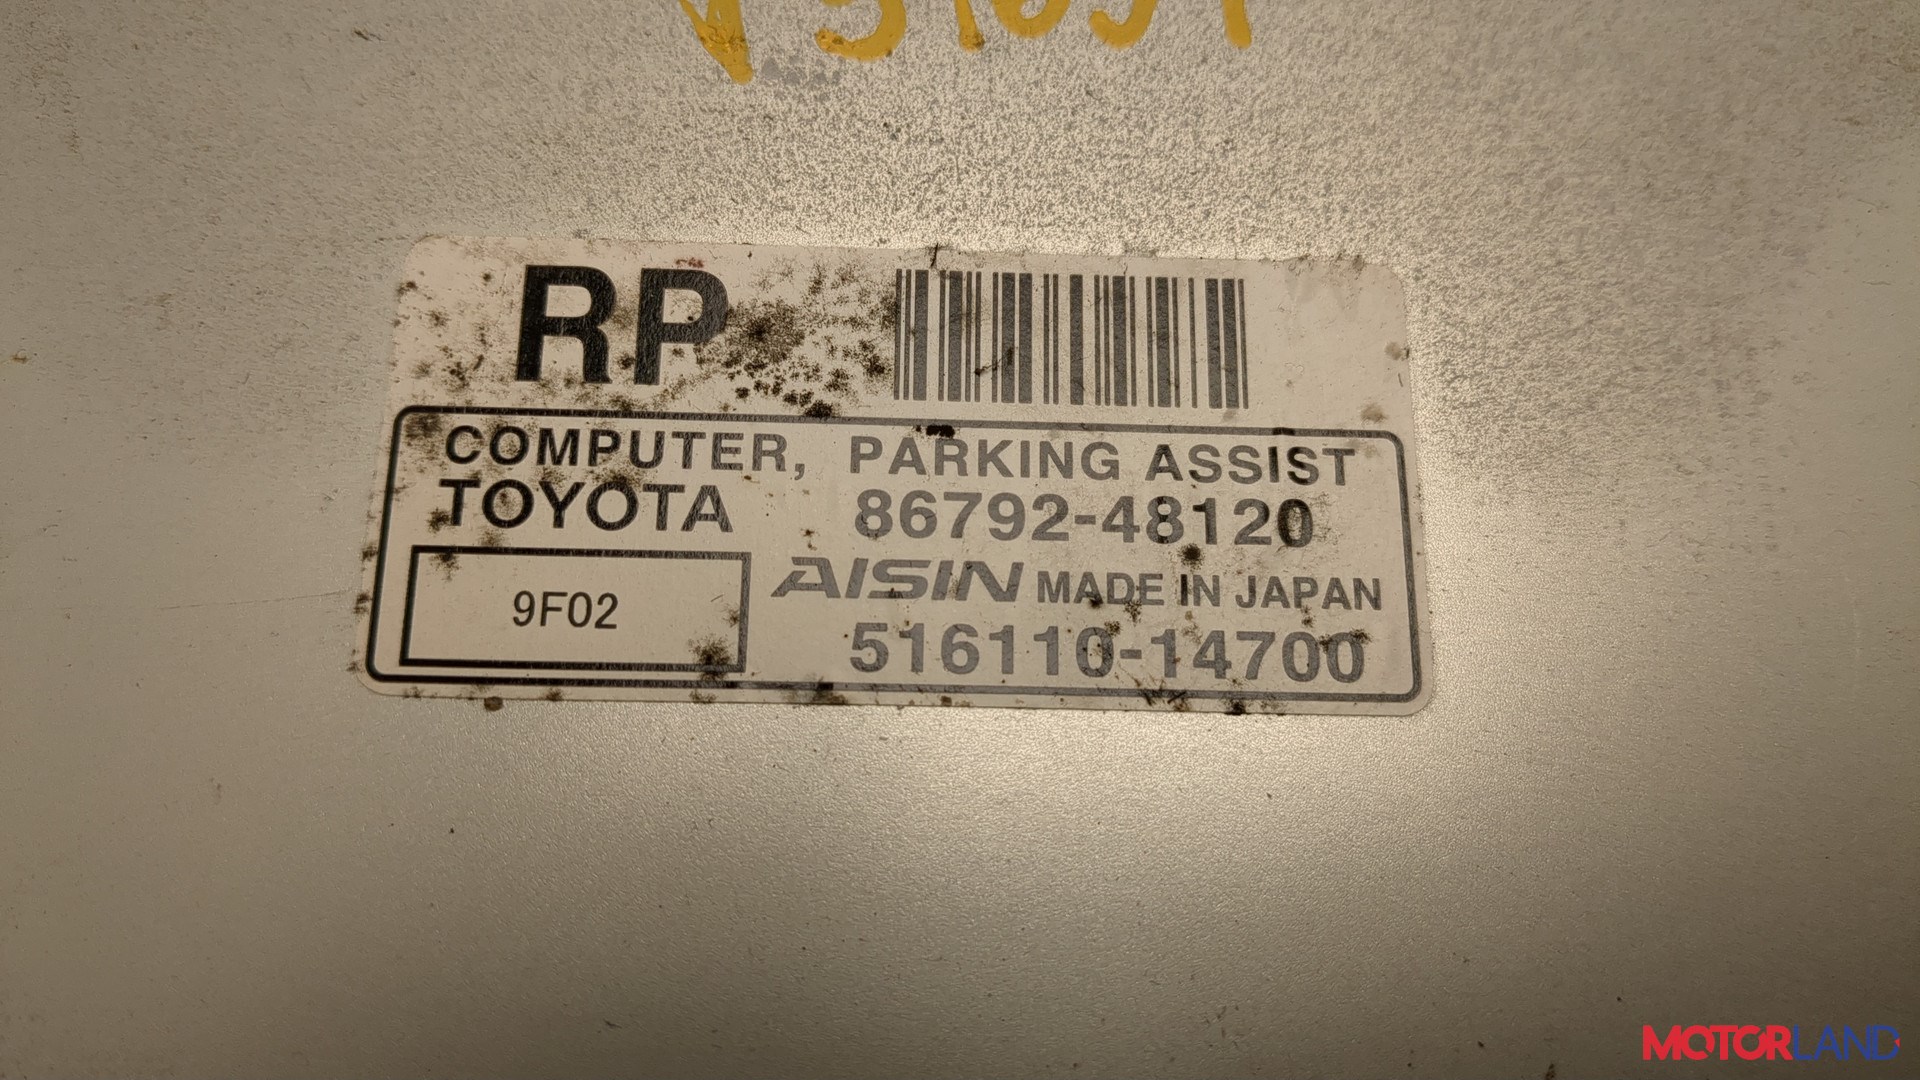 RP
COMPUTER, PARKING ASSIST
TOYOTA 86792-48120
9F02
AISIN MADE IN JAPAN
516110-14700
MOTORLAND